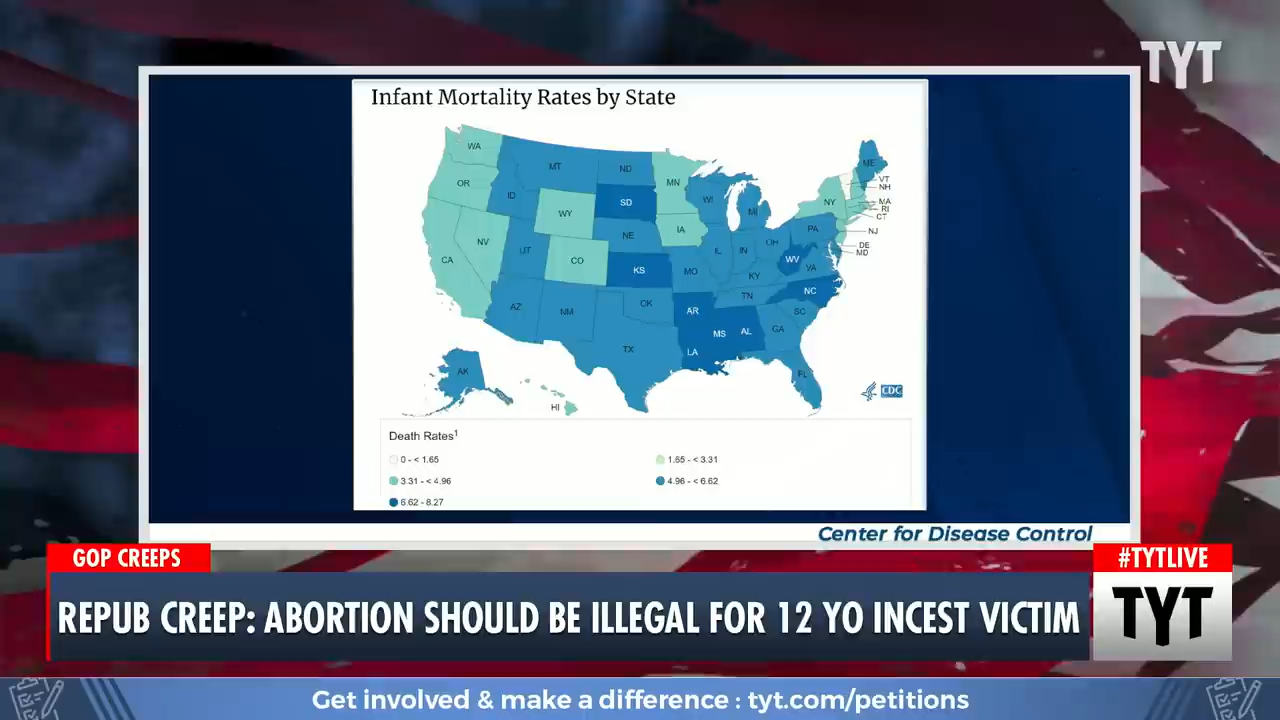 TYT
Infant Mortality Rates by State
WA
MT
ND
MN
ME
VT
NH
OR
ID
SD
WI
MI
NY
MA
RI
CT
WY
IA
PA
NJ
NV
UT
NE
IL
IN
OH
DE
MD
CA
CO
KS
MO
WV
VA
KY
NC
AZ
NM
OK
AR
TN
SC
TX
MS
AL
GA
LA
AK
HI
FL
CDC
Death Rates1
0 - < 1.65
1.65 - < 3.31
3.31 - < 4.96
4.96 - < 6.62
6.62 - 8.27
Center for Disease Control
GOP CREEPS
#TYTLIVE
REPUB CREEP: ABORTION SHOULD BE ILLEGAL FOR 12 YO INCEST VICTIM
TYT
Get involved & make a difference : tyt.com/petitions